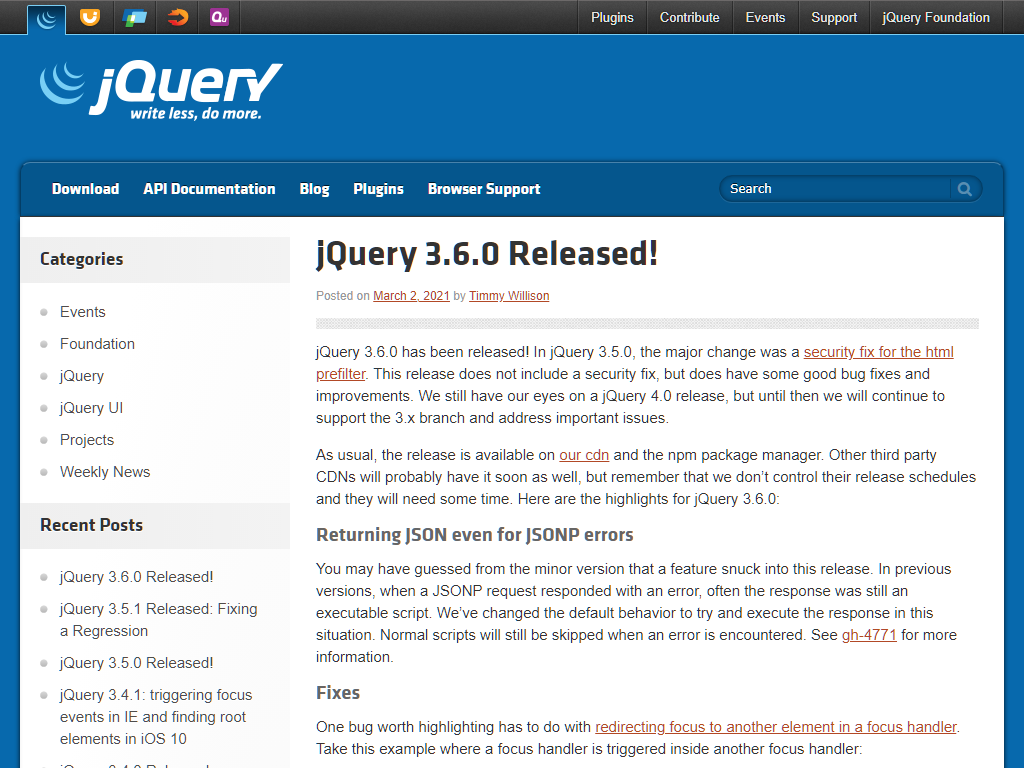 Qu
Plugins
Contribute
Events
Support
jQuery Foundation
jQuery
write less, do more.
Download
API Documentation
Blog
Plugins
Browser Support
Search
Categories
Events
Foundation
jQuery
jQuery UI
Projects
Weekly News
Recent Posts
jQuery 3.6.0 Released!
jQuery 3.5.1 Released: Fixing
a Regression
jQuery 3.5.0 Released!
jQuery 3.4.1: triggering focus
events in IE and finding root
elements in iOS 10
jQuery 3.6.0 Released!
Posted on March 2, 2021 by Timmy Willison
jQuery 3.6.0 has been released! In jQuery 3.5.0, the major change was a security fix for the html
prefilter. This release does not include a security fix, but does have some good bug fixes and
improvements. We still have our eyes on a jQuery 4.0 release, but until then we will continue to
support the 3.x branch and address important issues.
As usual, the release is available on our cdn and the npm package manager. Other third party
CDNs will probably have it soon as well, but remember that we don’t control their release schedules
and they will need some time. Here are the highlights for jQuery 3.6.0:
Returning JSON even for JSONP errors
You may have guessed from the minor version that a feature snuck into this release. In previous
versions, when a JSONP request responded with an error, often the response was still an
executable script. We’ve changed the default behavior to try and execute the response in this
situation. Normal scripts will still be skipped when an error is encountered. See gh-4771 for more
information.
Fixes
One bug worth highlighting has to do with redirecting focus to another element in a focus handler.
Take this example where a focus handler is triggered inside another focus handler: